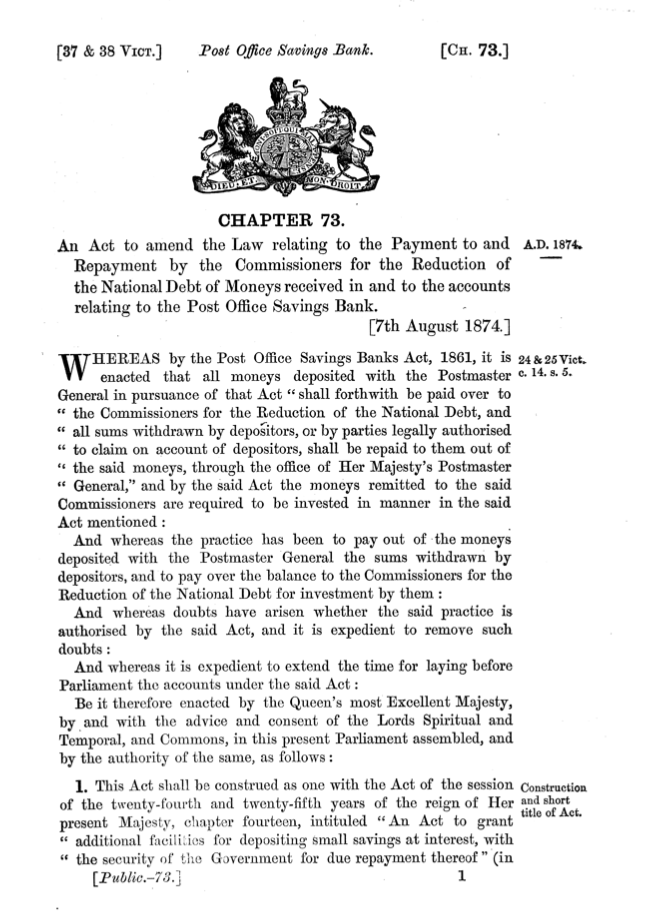 [37 & 38 VICT.] Post Office Savings Bank. [CH. 73.]
DIEU·ET· MON·DROIT
CHAPTER 73.
An Act to amend the Law relating to the Payment to and A.D. 1874.
Repayment by the Commissioners for the Reduction of
the National Debt of Moneys received in and to the accounts
relating to the Post Office Savings Bank.
[7th August 1874.]
WHEREAS by the Post Office Savings Banks Act, 1861, it is 24 & 25 Vict.
enacted that all moneys deposited with the Postmaster c. 14. s. 5.
General in pursuance of that Act "shall forthwith be paid over to
" the Commissioners for the Reduction of the National Debt, and
" all sums withdrawn by depositors, or by parties legally authorised
" to claim on account of depositors, shall be repaid to them out of
" the said moneys, through the office of Her Majesty's Postmaster
" General," and by the said Act the moneys remitted to the said
Commissioners are required to be invested in manner in the said
Act mentioned :
And whereas the practice has been to pay out of the moneys
deposited with the Postmaster General the sums withdrawn by
depositors, and to pay over the balance to the Commissioners for the
Reduction of the National Debt for investment by them :
And whereas doubts have arisen whether the said practice is
authorised by the said Act, and it is expedient to remove such
doubts :
And whereas it is expedient to extend the time for laying before
Parliament the accounts under the said Act :
Be it therefore enacted by the Queen's most Excellent Majesty,
by and with the advice and consent of the Lords Spiritual and
Temporal, and Commons, in this present Parliament assembled, and
by the authority of the same, as follows :
1. This Act shall be construed as one with the Act of the session Construction
of the twenty-fourth and twenty-fifth years of the reign of Her and short
present Majesty, chapter fourteen, intituled "An Act to grant title of Act.
" additional facilities for depositing small savings at interest, with
" the security of the Government for due repayment thereof" (in
[Public.-73.] 1